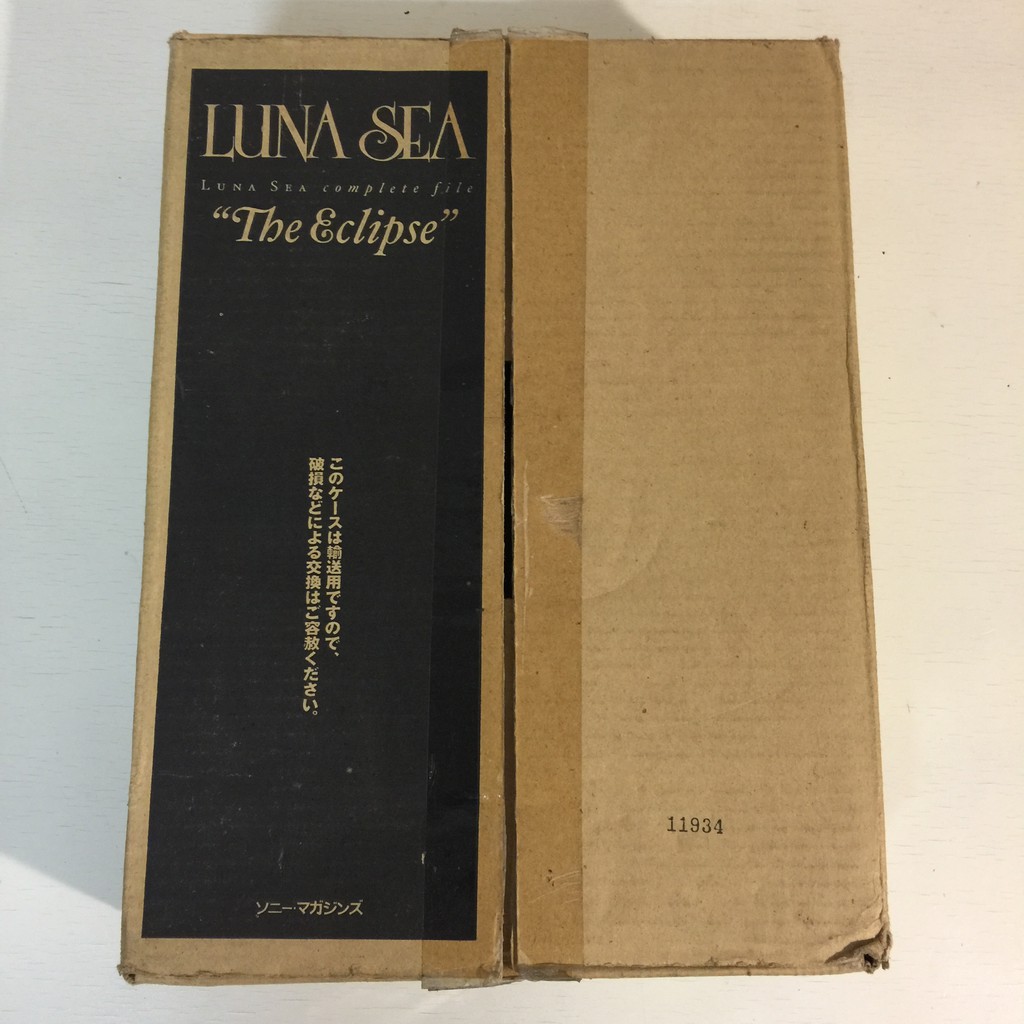 LUNA SEA
LUNA SEA complete file
“The Eclipse”
このケースは輸送用ですので、
破損などによる交換はご容赦ください。
ソニー・マガジンズ
11934